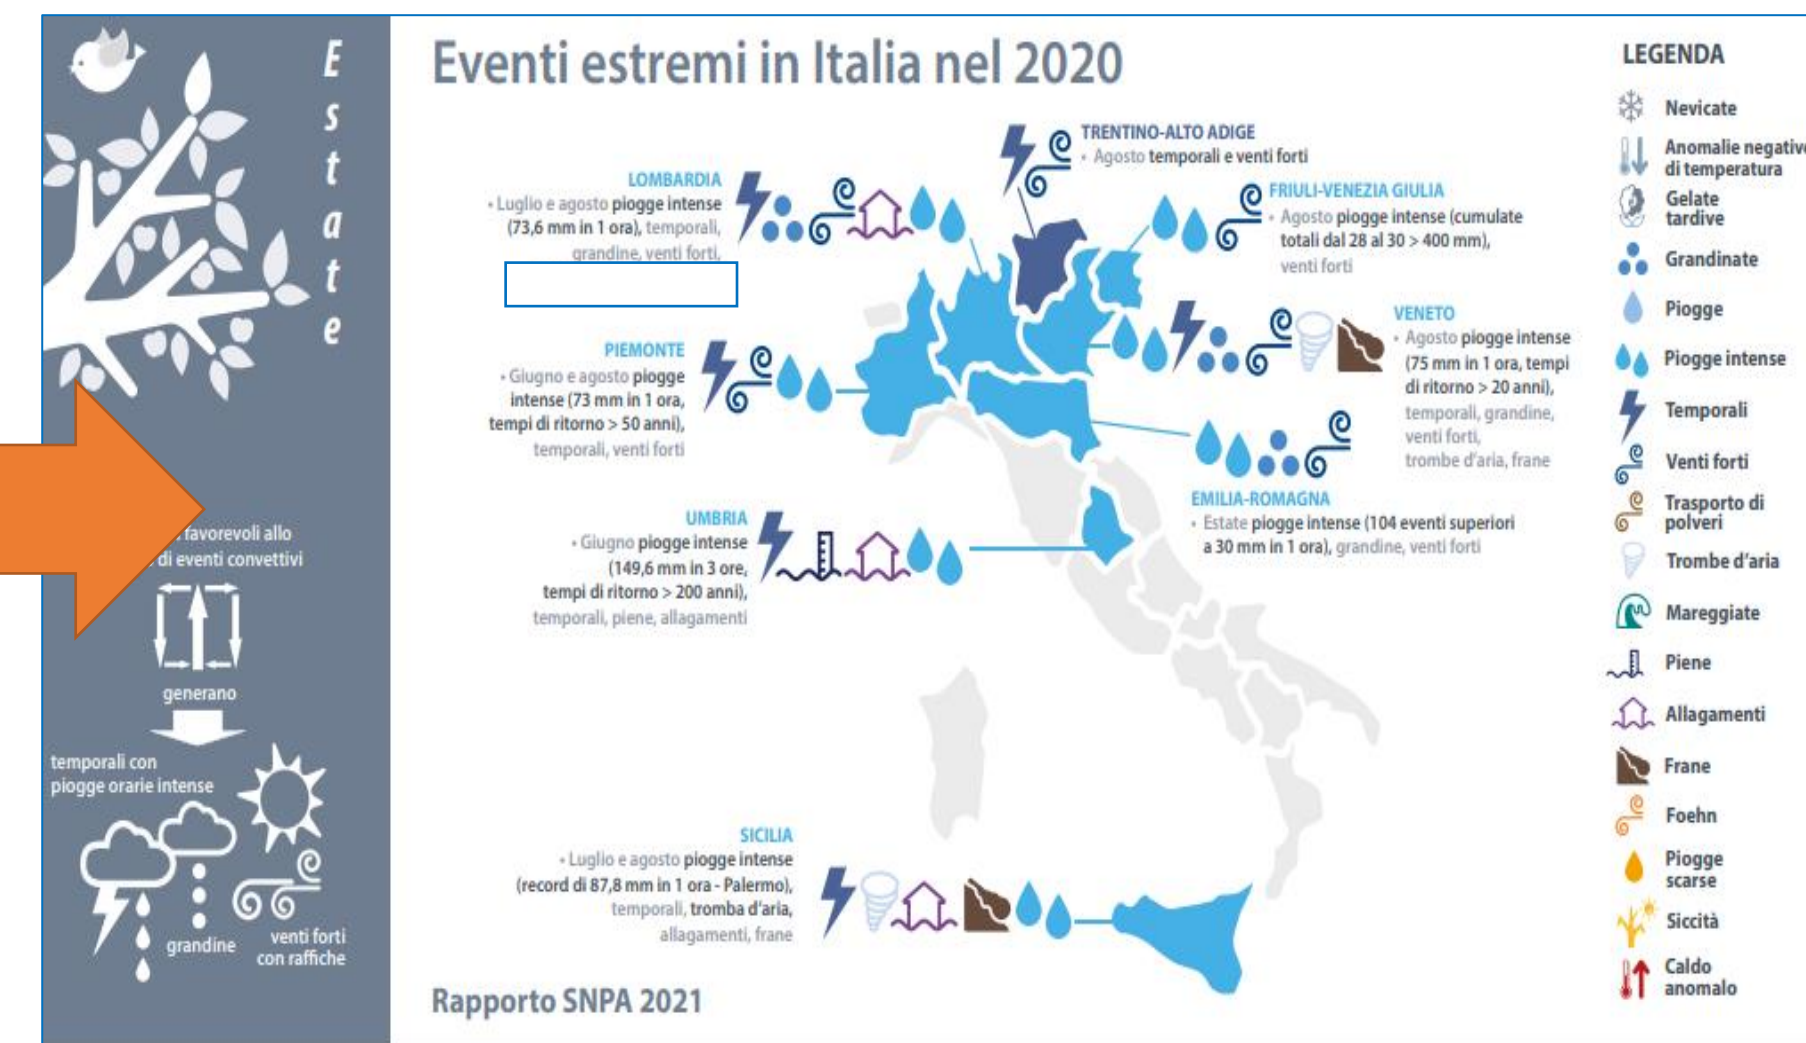 Estate
favorevoli allo
di eventi convettivi
generano
temporali con
piogge orarie intense
grandine
venti forti
con raffiche
Eventi estremi in Italia nel 2020
TRENTINO-ALTO ADIGE
• Agosto temporali e venti forti
LOMBARDIA
• Luglio e agosto piogge intense
(73,6 mm in 1 ora), temporali,
grandine, venti forti,
FRIULI-VENEZIA GIULIA
• Agosto piogge intense (cumulate
totali dal 28 al 30 > 400 mm),
venti forti
PIEMONTE
• Giugno e agosto piogge
intense (73 mm in 1 ora,
tempi di ritorno > 50 anni),
temporali, venti forti
VENETO
• Agosto piogge intense
(75 mm in 1 ora, tempi
di ritorno > 20 anni),
temporali, grandine,
venti forti,
trombe d'aria, frane
EMILIA-ROMAGNA
• Estate piogge intense (104 eventi superiori
a 30 mm in 1 ora), grandine, venti forti
UMBRIA
• Giugno piogge intense
(149,6 mm in 3 ore,
tempi di ritorno > 200 anni),
temporali, piene, allagamenti
SICILIA
• Luglio e agosto piogge intense
(record di 87,8 mm in 1 ora - Palermo),
temporali, tromba d'aria,
allagamenti, frane
Rapporto SNPA 2021
LEGENDA
Nevicate
Anomalie negative
di temperatura
Gelate
tardive
Grandinate
Piogge
Piogge intense
Temporali
Venti forti
Trasporto di
polveri
Trombe d'aria
Mareggiate
Piene
Allagamenti
Frane
Foehn
Piogge
scarse
Siccità
Caldo
anomalo